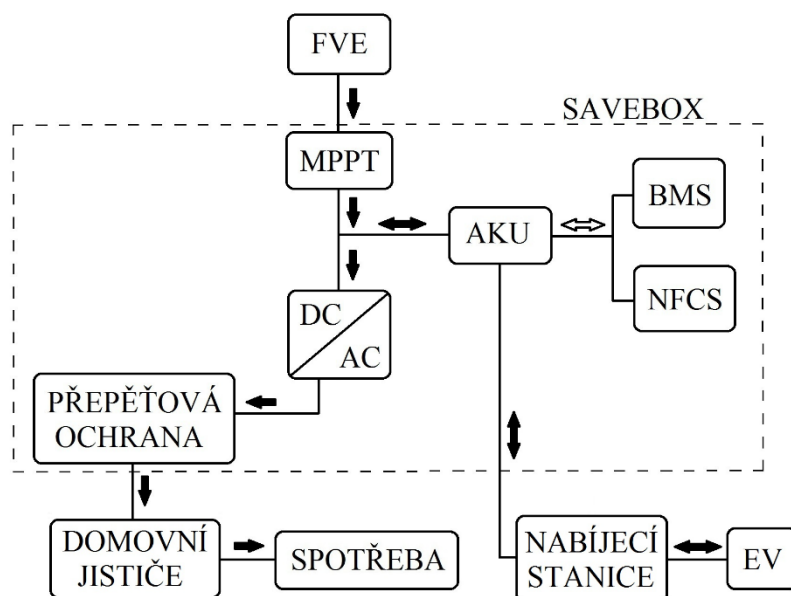 FVE
SAVEBOX
MPPT
BMS
AKU
NFCS
DC
AC
PŘEPĚŤOVÁ
OCHRANA
DOMOVNÍ
JISTIČE
SPOTŘEBA
NABÍJECÍ
STANICE
EV